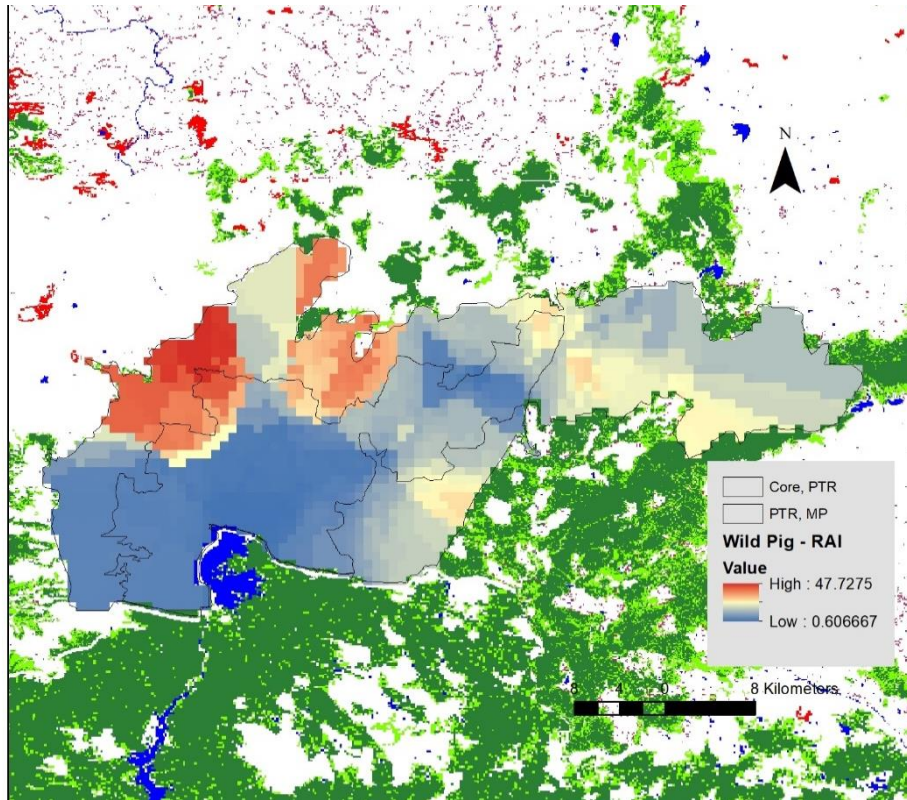 N
Core, PTR
PTR, MP
Wild Pig - RAI
Value
High : 47.7275
Low : 0.606667
8 4 0 8 Kilometers